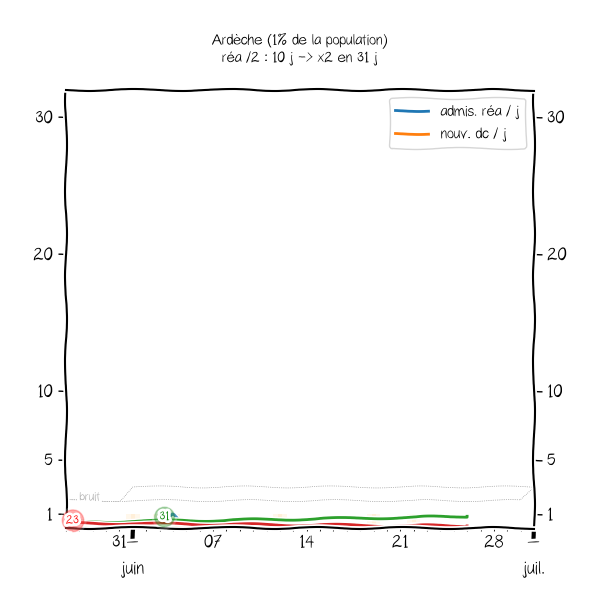 Ardèche (1% de la population)
réa /2 : 10 j -> x2 en 31 j
admis. réa / j
nouv. dc / j
30
30
20
20
10
10
5
5
bruit
1
23
31
1
31
07
14
21
28
juin
juil.